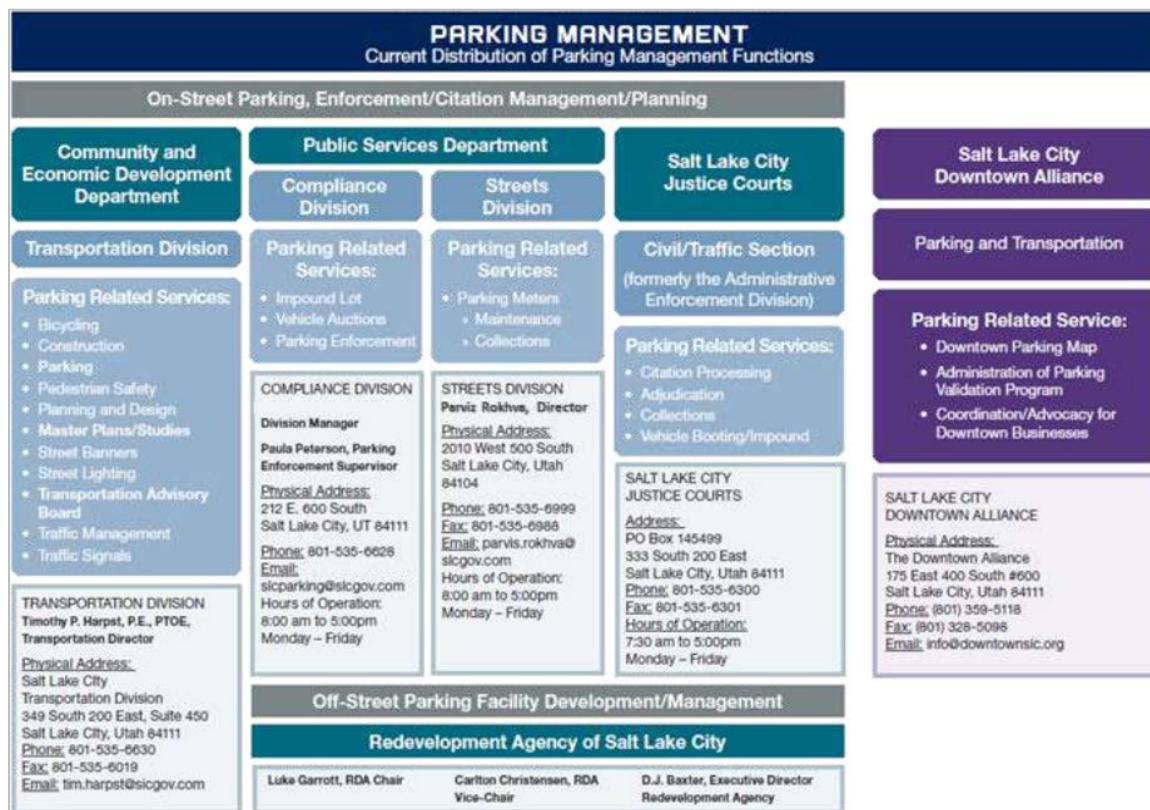 PARKING MANAGEMENT
Current Distribution of Parking Management Functions
On-Street Parking, Enforcement/Citation Management/Planning
Community and
Economic Development
Department
Transportation Division
Parking Related Services:
• Bicycling
• Construction
• Parking
• Pedestrian Safety
• Planning and Design
• Master Plans/Studies
• Street Banners
• Street Lighting
• Transportation Advisory
Board
• Traffic Management
• Traffic Signals
TRANSPORTATION DIVISION
Timothy P. Harpst, P.E., PTOE,
Transportation Director
Physical Address:
Salt Lake City
Transportation Division
349 South 200 East, Suite 450
Salt Lake City, Utah 84111
Phone: 801-535-6630
Fax: 801-535-6019
Email: tim.harpst@slcgov.com
Public Services Department
Compliance
Division
Parking Related
Services:
• Impound Lot
• Vehicle Auctions
• Parking Enforcement
COMPLIANCE DIVISION
Division Manager
Paula Peterson, Parking
Enforcement Supervisor
Physical Address:
212 E. 600 South
Salt Lake City, UT 84111
Phone: 801-535-6628
Email:
slcparking@slcgov.com
Hours of Operation:
8:00 am to 5:00pm
Monday – Friday
Streets
Division
Parking Related
Services:
• Parking Meters
• Maintenance
• Collections
STREETS DIVISION
Parviz Rokhva, Director
Physical Address:
2010 West 500 South
Salt Lake City, Utah
84104
Phone: 801-535-6999
Fax: 801-535-6988
Email: parvis.rokhva@
slcgov.com
Hours of Operation:
8:00 am to 5:00pm
Monday – Friday
Salt Lake City
Justice Courts
Civil/Traffic Section
(formerly the Administrative
Enforcement Division)
Parking Related Services:
• Citation Processing
• Adjudication
• Collections
• Vehicle Booting/Impound
SALT LAKE CITY
JUSTICE COURTS
Address:
PO Box 145499
333 South 200 East
Salt Lake City, Utah 84111
Phone: 801-535-6300
Fax: 801-535-6301
Hours of Operation:
7:30 am to 5:00pm
Monday – Friday
Salt Lake City
Downtown Alliance
Parking and Transportation
Parking Related Service:
• Downtown Parking Map
• Administration of Parking
Validation Program
• Coordination/Advocacy for
Downtown Businesses
SALT LAKE CITY
DOWNTOWN ALLIANCE
Physical Address:
The Downtown Alliance
175 East 400 South #600
Salt Lake City, Utah 84111
Phone: (801) 359-5118
Fax: (801) 328-5098
Email: info@downtownslc.org
Off-Street Parking Facility Development/Management
Redevelopment Agency of Salt Lake City
Luke Garrott, RDA Chair
Carlton Christensen, RDA
Vice-Chair
D.J. Baxter, Executive Director
Redevelopment Agency